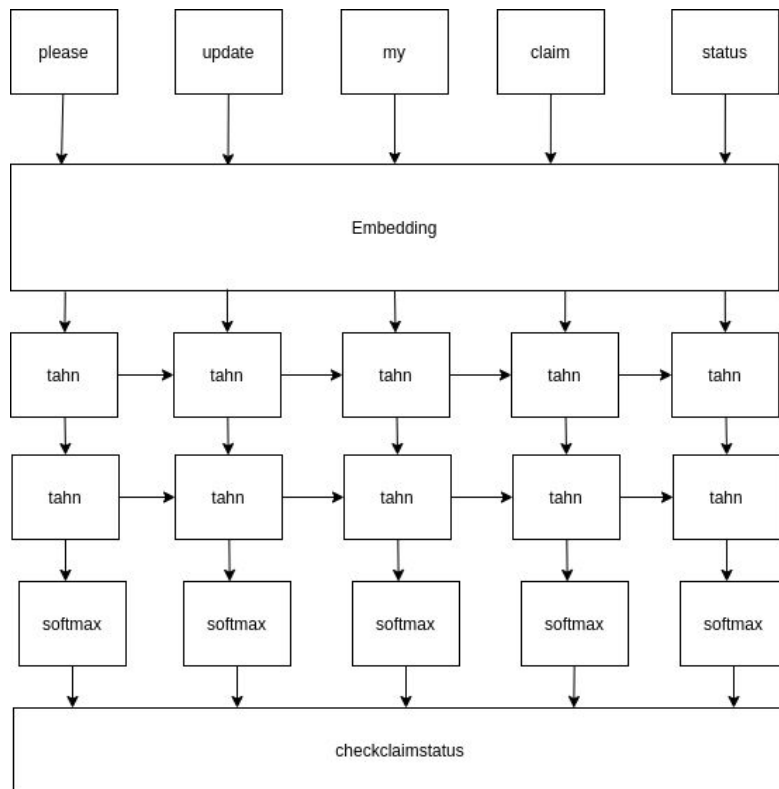 please update my claim status
Embedding
tahn tahn tahn tahn tahn
tahn tahn tahn tahn tahn
softmax softmax softmax softmax softmax
checkclaimstatus